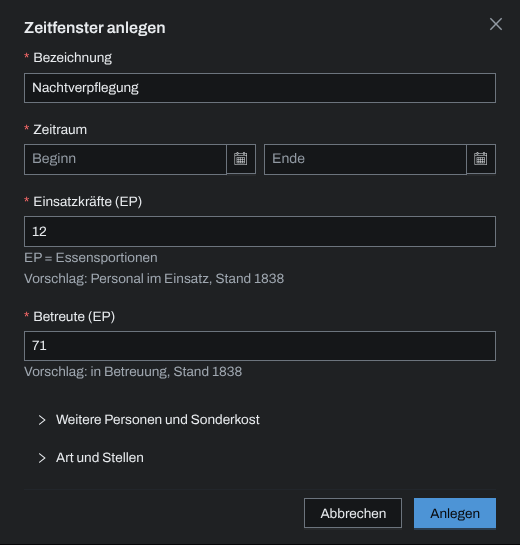 Zeitfenster anlegen
* Bezeichnung
Nachtverpflegung
* Zeitraum
Beginn Ende
* Einsatzkräfte (EP)
12
EP = Essensportionen
Vorschlag: Personal im Einsatz, Stand 1838
* Betreute (EP)
71
Vorschlag: in Betreuung, Stand 1838
Weitere Personen und Sonderkost
Art und Stellen
Abbrechen Anlegen